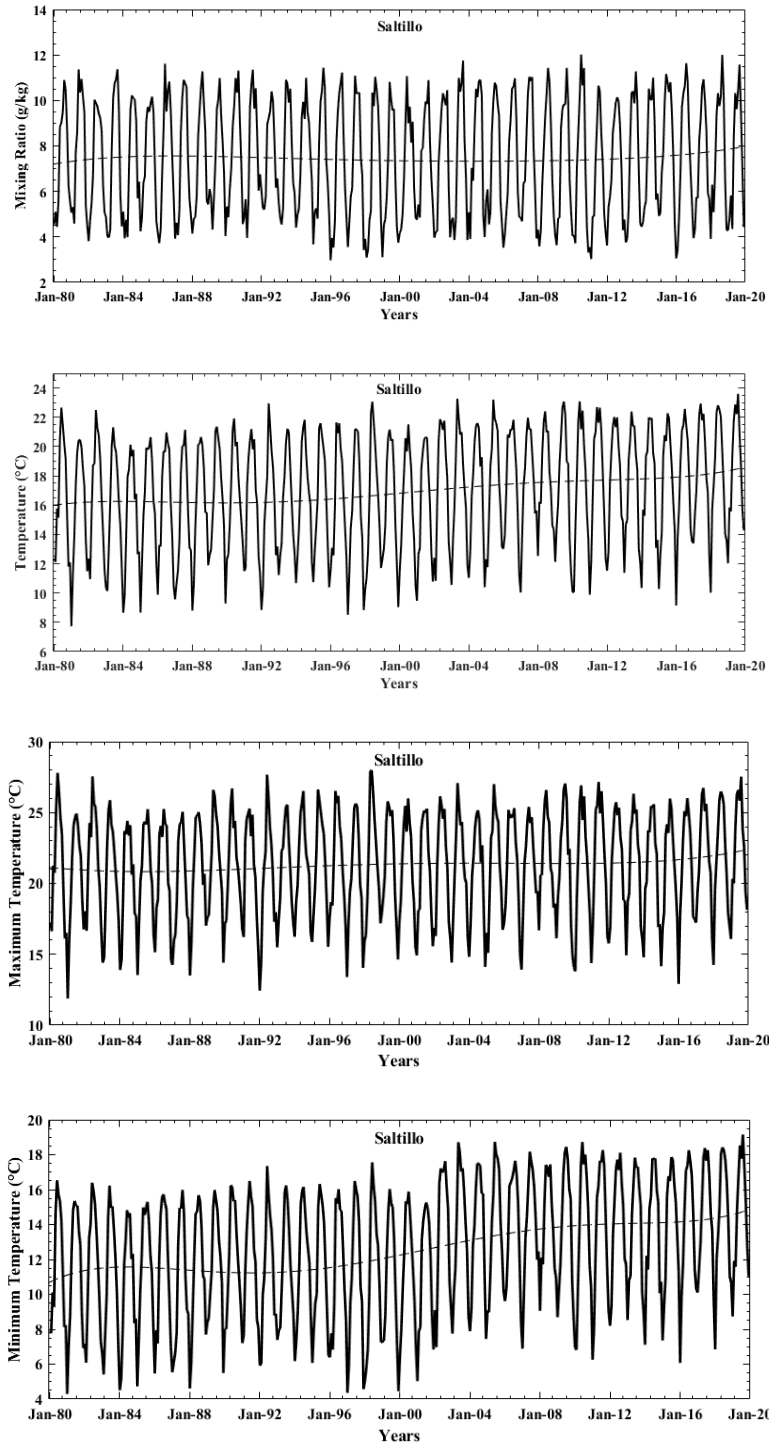 Saltillo
Mixing Ratio (g/kg)
14
12
10
8
6
4
2
Jan-80 Jan-84 Jan-88 Jan-92 Jan-96 Jan-00 Jan-04 Jan-08 Jan-12 Jan-16 Jan-20
Years
Saltillo
Temperature (°C)
24
22
20
18
16
14
12
10
8
6
Jan-80 Jan-84 Jan-88 Jan-92 Jan-96 Jan-00 Jan-04 Jan-08 Jan-12 Jan-16 Jan-20
Years
Saltillo
Maximum Temperature (°C)
30
25
20
15
10
Jan-80 Jan-84 Jan-88 Jan-92 Jan-96 Jan-00 Jan-04 Jan-08 Jan-12 Jan-16 Jan-20
Years
Saltillo
Minimum Temperature (°C)
20
18
16
14
12
10
8
6
4
Jan-80 Jan-84 Jan-88 Jan-92 Jan-96 Jan-00 Jan-04 Jan-08 Jan-12 Jan-16 Jan-20
Years